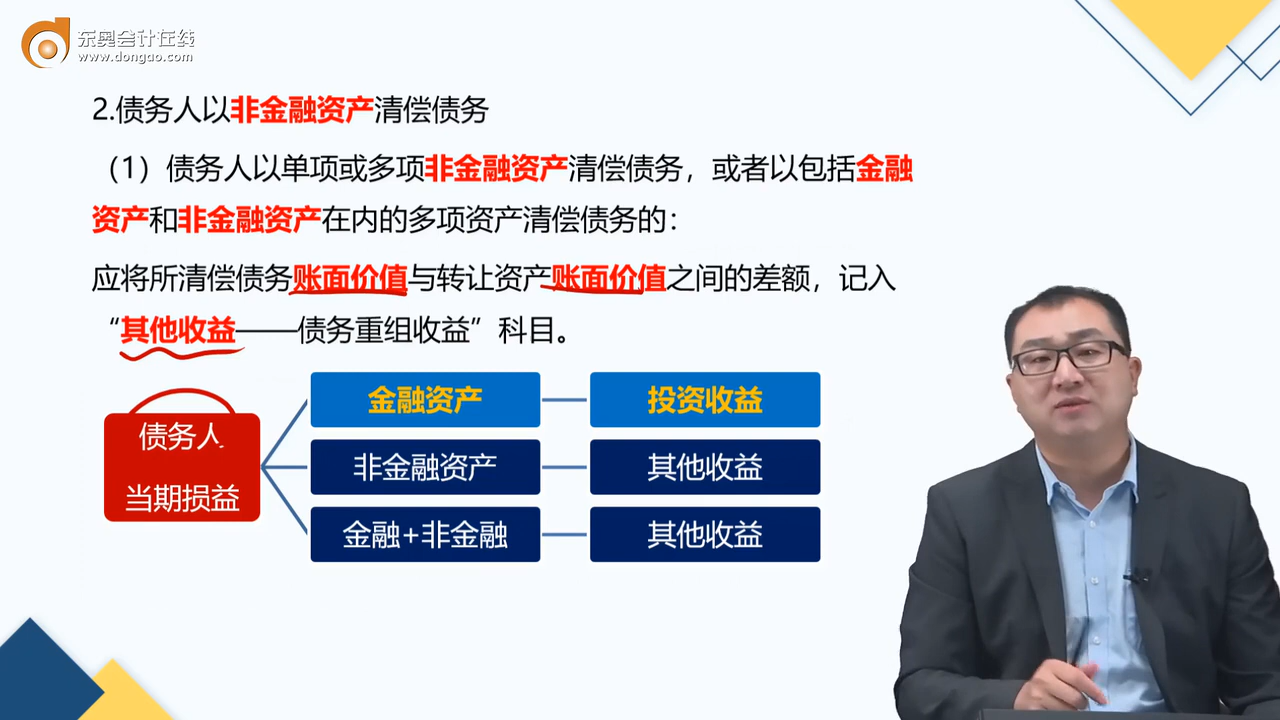 东奥会计在线
www.dongao.com
2.债务人以非金融资产清偿债务
（1）债务人以单项或多项非金融资产清偿债务，或者以包括金融
资产和非金融资产在内的多项资产清偿债务的：
应将所清偿债务账面价值与转让资产账面价值之间的差额，记入
“其他收益——债务重组收益”科目。
债务人
当期损益
金融资产
投资收益
非金融资产
其他收益
金融+非金融
其他收益